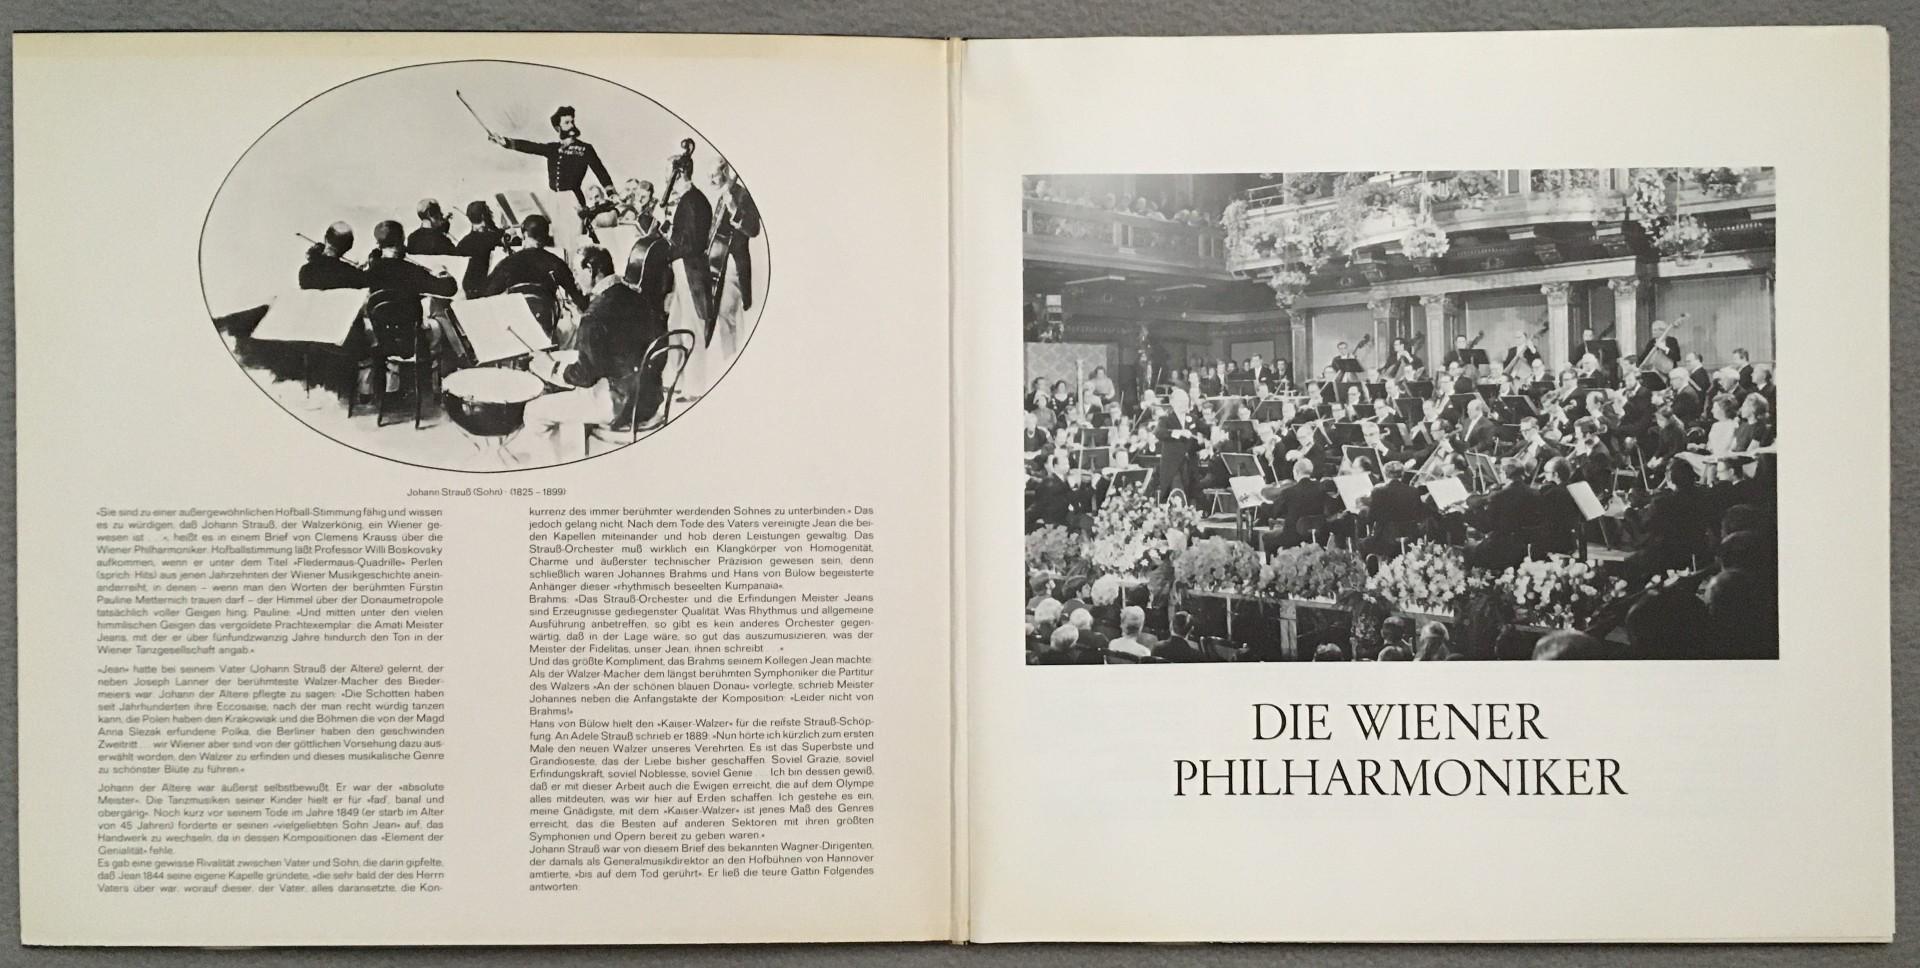 Johann Strauß (Sohn) · (1825 – 1899)
»Sie sind zu einer außergewöhnlichen Hofball-Stimmung fähig und wissen
es zu würdigen, daß Johann Strauß, der Walzerkönig, ein Wiener ge-
wesen ist . . . «, heißt es in einem Brief von Clemens Krauss über die
Wiener Philharmoniker. Hofballstimmung läßt Professor Willi Boskovsky
aufkommen, wenn er unter dem Titel »Fledermaus-Quadrille« Perlen
(sprich: Hits) aus jenen Jahrzehnten der Wiener Musikgeschichte anein-
anderreiht, in denen – wenn man den Worten der berühmten Fürstin
Pauline Metternich trauen darf – der Himmel über der Donaumetropole
tatsächlich voller Geigen hing. Pauline: »Und mitten unter den vielen
himmlischen Geigen das vergoldete Prachtexemplar: die Amati Meister
Jeans, mit der er über fünfundzwanzig Jahre hindurch den Ton in der
Wiener Tanzgesellschaft angab.«
»Jean« hatte bei seinem Vater (Johann Strauß der Ältere) gelernt, der
neben Joseph Lanner der berühmteste Walzer-Macher des Bieder-
meiers war. Johann der Ältere pflegte zu sagen: »Die Schotten haben
seit Jahrhunderten ihre Eccosaise, nach der man recht würdig tanzen
kann, die Polen haben den Krakowiak und die Böhmen die von der Magd
Anna Slezak erfundene Polka, die Berliner haben den geschwinden
Zweitritt . . . wir Wiener aber sind von der göttlichen Vorsehung dazu aus-
erwählt worden, den Walzer zu erfinden und dieses musikalische Genre
zu schönster Blüte zu führen.«
Johann der Ältere war äußerst selbstbewußt. Er war der »absolute
Meister«. Die Tanzmusiken seiner Kinder hielt er für »fad, banal und
obergärig«. Noch kurz vor seinem Tode im Jahre 1849 (er starb im Alter
von 45 Jahren) forderte er seinen »vielgeliebten Sohn Jean« auf, das
Handwerk zu wechseln, da in dessen Kompositionen das »Element der
Genialität« fehle.
Es gab eine gewisse Rivalität zwischen Vater und Sohn, die darin gipfelte,
daß Jean 1844 seine eigene Kapelle gründete, »die sehr bald der des Herrn
Vaters über war, worauf dieser, der Vater, alles daransetzte, die Kon-
kurrenz des immer berühmter werdenden Sohnes zu unterbinden.« Das
jedoch gelang nicht. Nach dem Tode des Vaters vereinigte Jean die bei-
den Kapellen miteinander und hob deren Leistungen gewaltig. Das
Strauß-Orchester muß wirklich ein Klangkörper von Homogenität,
Charme und äußerster technischer Präzision gewesen sein, denn
schließlich waren Johannes Brahms und Hans von Bülow begeisterte
Anhänger dieser »rhythmisch beseelten Kumpanaia«.
Brahms: »Das Strauß-Orchester und die Erfindungen Meister Jeans
sind Erzeugnisse gediegenster Qualität. Was Rhythmus und allgemeine
Ausführung anbetreffen, so gibt es kein anderes Orchester gegen-
wärtig, daß in der Lage wäre, so gut das auszumusizieren, was der
Meister der Fidelitas, unser Jean, ihnen schreibt . . . «
Und das größte Kompliment, das Brahms seinem Kollegen Jean machte:
Als der Walzer-Macher dem längst berühmten Symphoniker die Partitur
des Walzers »An der schönen blauen Donau« vorlegte, schrieb Meister
Johannes neben die Anfangstakte der Komposition: »Leider nicht von
Brahms!«
Hans von Bülow hielt den »Kaiser-Walzer« für die reifste Strauß-Schöp-
fung. An Adele Strauß schrieb er 1889: »Nun hörte ich kürzlich zum ersten
Male den neuen Walzer unseres Verehrten. Es ist das Superbste und
Grandioseste, das der Liebe bisher geschaffen. Soviel Grazie, soviel
Erfindungskraft, soviel Noblesse, soviel Genie . . . Ich bin dessen gewiß,
daß er mit dieser Arbeit auch die Ewigen erreicht, die auf dem Olympe
alles mitdeuten, was wir hier auf Erden schaffen. Ich gestehe es ein,
meine Gnädigste, mit dem »Kaiser-Walzer« ist jenes Maß des Genres
erreicht, das die Besten auf anderen Sektoren mit ihren größten
Symphonien und Opern bereit zu geben waren.«
Johann Strauß war von diesem Brief des bekannten Wagner-Dirigenten,
der damals als Generalmusikdirektor an den Hofbühnen von Hannover
amtierte, »bis auf dem Tod gerührt«. Er ließ die teure Gattin Folgendes
antworten:
DIE WIENER
PHILHARMONIKER